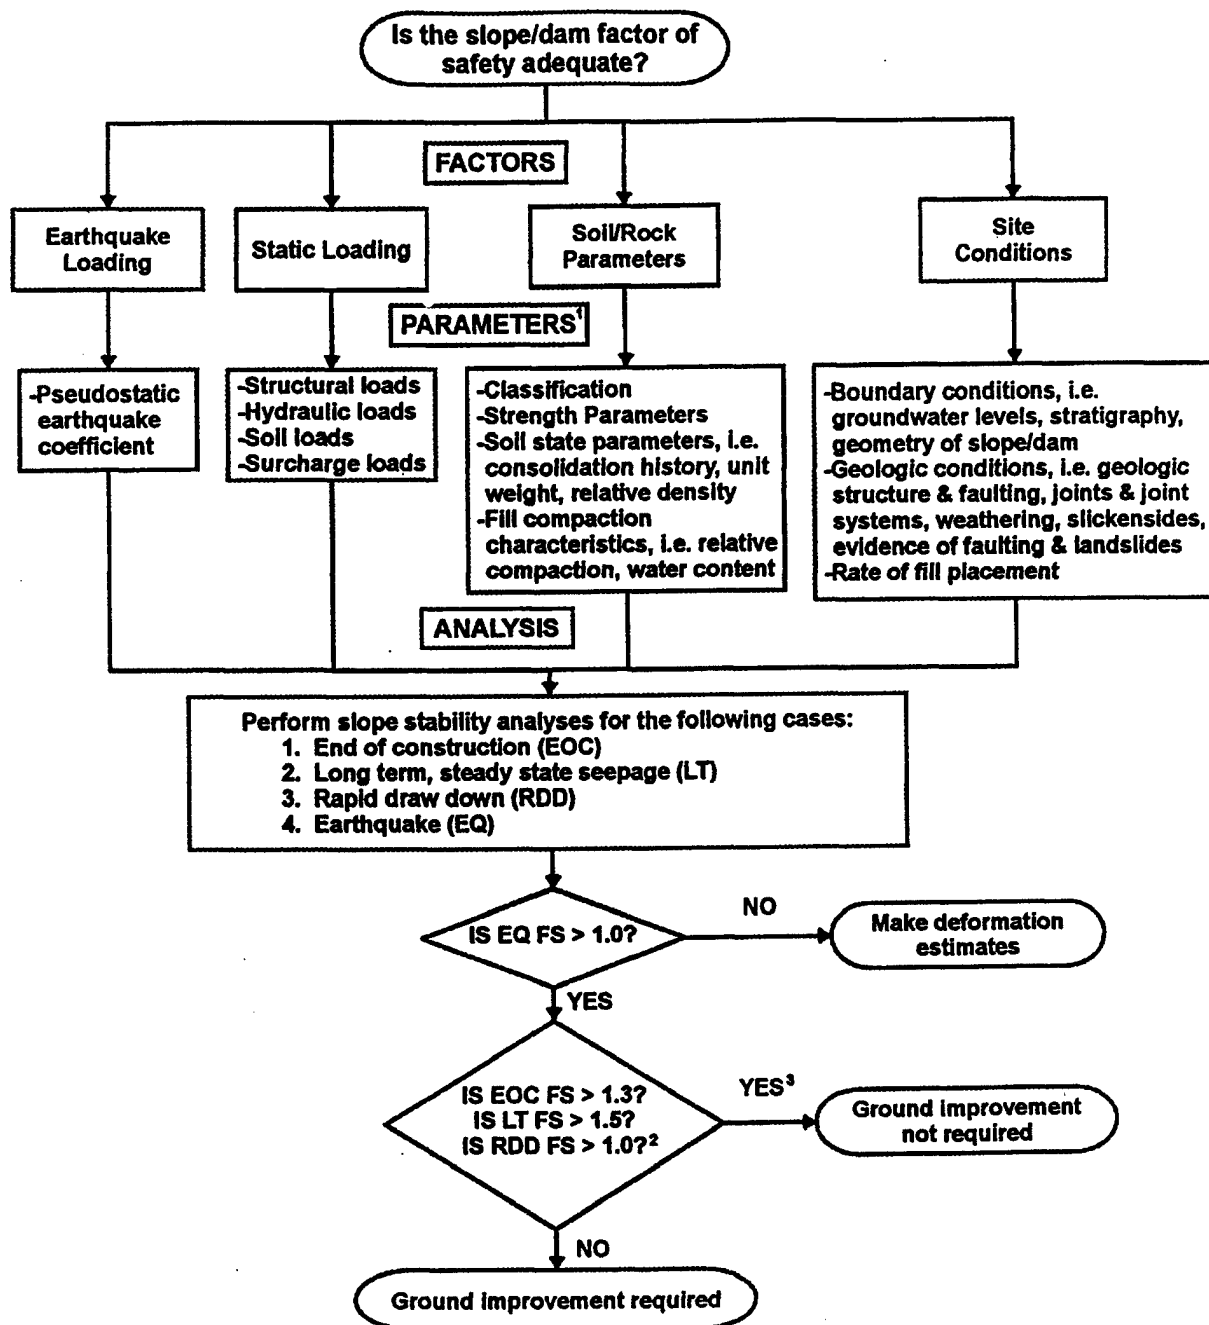 Is the slope/dam factor of
safety adequate?
FACTORS
Earthquake
Loading
Static Loading
Soil/Rock
Parameters
Site
Conditions
PARAMETERS¹
-Pseudostatic
earthquake
coefficient
-Structural loads
-Hydraulic loads
-Soil loads
-Surcharge loads
-Classification
-Strength Parameters
-Soil state parameters, i.e.
consolidation history, unit
weight, relative density
-Fill compaction
characteristics, i.e. relative
compaction, water content
-Boundary conditions, i.e.
groundwater levels, stratigraphy,
geometry of slope/dam
-Geologic conditions, i.e. geologic
structure & faulting, joints & joint
systems, weathering, slickensides,
evidence of faulting & landslides
-Rate of fill placement
ANALYSIS
Perform slope stability analyses for the following cases:
1. End of construction (EOC)
2. Long term, steady state seepage (LT)
3. Rapid draw down (RDD)
4. Earthquake (EQ)
IS EQ FS > 1.0?
NO
Make deformation
estimates
YES
IS EOC FS > 1.3?
IS LT FS > 1.5?
IS RDD FS > 1.0?²
YES³
Ground improvement
not required
NO
Ground improvement required